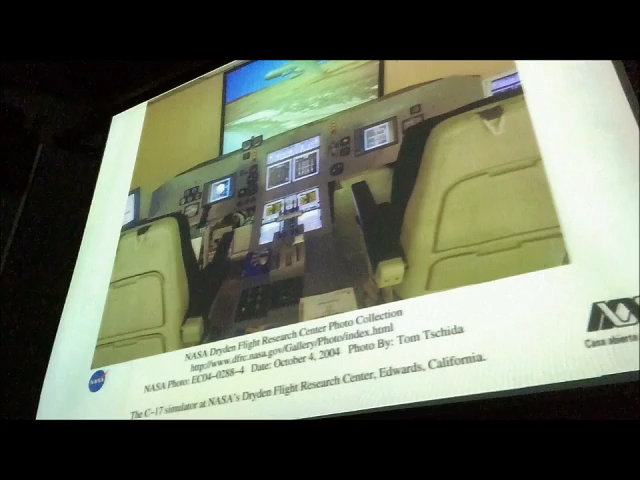 NASA Dryden Flight Research Center Photo Collection
http://www.dfrc.nasa.gov/Gallery/Photo/index.html
NASA Photo: EC04-0288-4 Date: October 4, 2004 Photo By: Tom Tschida
NASA
The C-17 simulator at NASA's Dryden Flight Research Center, Edwards, California.
Casa abierta